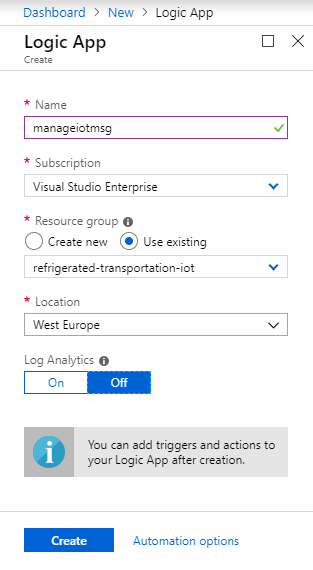 Dashboard > New > Logic App
Logic App
Create
* Name
manageiotmsg
* Subscription
Visual Studio Enterprise
* Resource group
Create new Use existing
refrigerated-transportation-iot
* Location
West Europe
Log Analytics
On Off
You can add triggers and actions to
your Logic App after creation.
Create Automation options